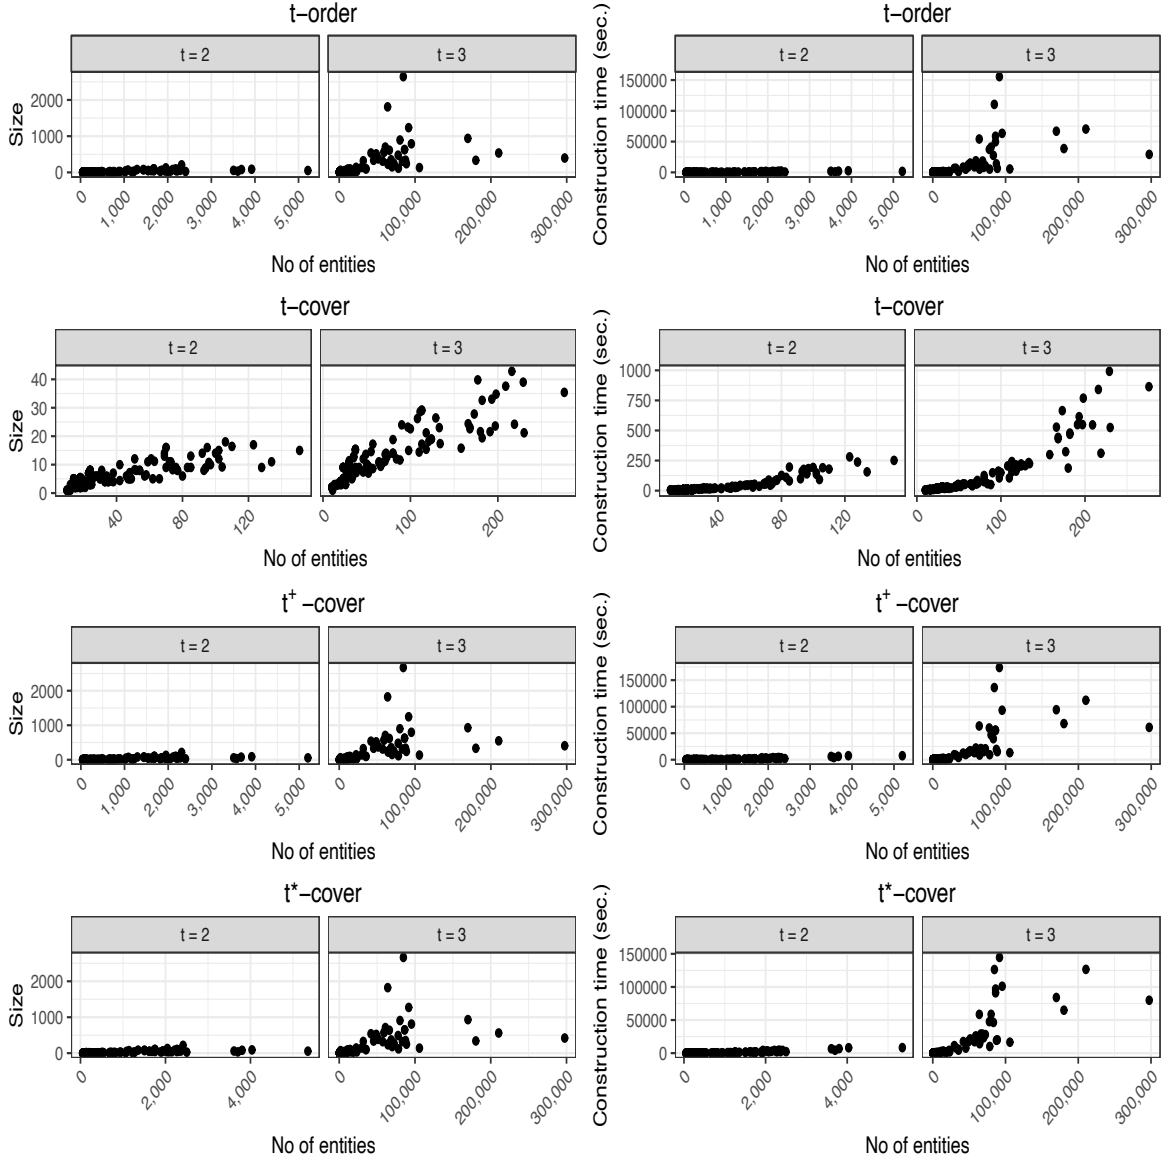 t−order
t = 2
t = 3
Size
2000
1000
0
0
1,000
2,000
3,000
4,000
5,000
0
100,000
200,000
300,000
No of entities
t−order
t = 2
t = 3
Construction time (sec.)
150000
100000
50000
0
0
1,000
2,000
3,000
4,000
5,000
0
100,000
200,000
300,000
No of entities
t−cover
t = 2
t = 3
Size
40
30
20
10
0
40
80
120
0
100
200
No of entities
t−cover
t = 2
t = 3
Construction time (sec.)
1000
750
500
250
0
40
80
120
0
100
200
No of entities
t+ −cover
t = 2
t = 3
Size
2000
1000
0
0
1,000
2,000
3,000
4,000
5,000
0
100,000
200,000
300,000
No of entities
t+ −cover
t = 2
t = 3
Construction time (sec.)
150000
100000
50000
0
0
1,000
2,000
3,000
4,000
5,000
0
100,000
200,000
300,000
No of entities
t*−cover
t = 2
t = 3
Size
2000
1000
0
0
2,000
4,000
0
100,000
200,000
300,000
No of entities
t*−cover
t = 2
t = 3
Construction time (sec.)
150000
100000
50000
0
0
2,000
4,000
0
100,000
200,000
300,000
No of entities